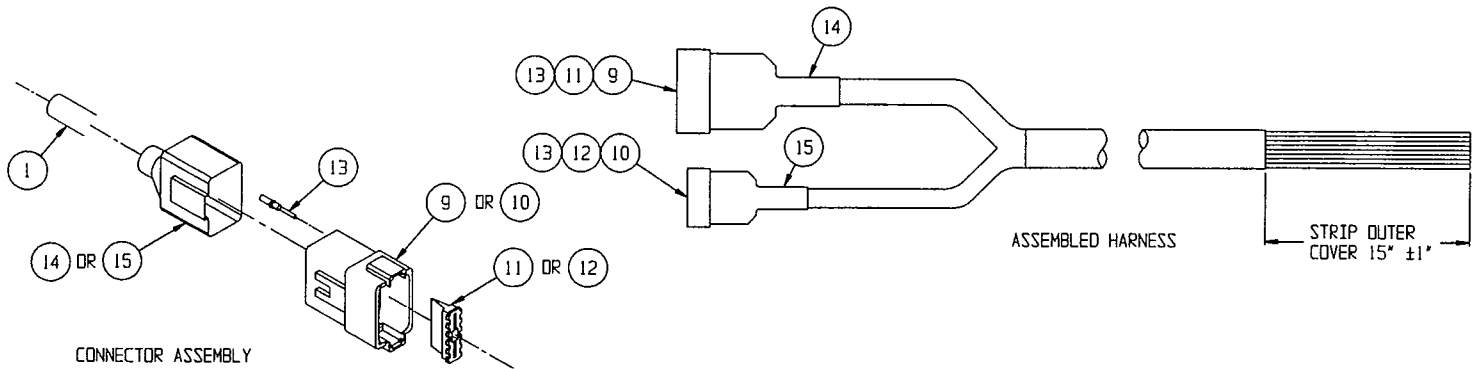 1
14 OR 15
13
9 OR 10
11 OR 12
CONNECTOR ASSEMBLY
13 11 9
14
13 12 10
15
ASSEMBLED HARNESS
STRIP OUTER
COVER 15" ±1"